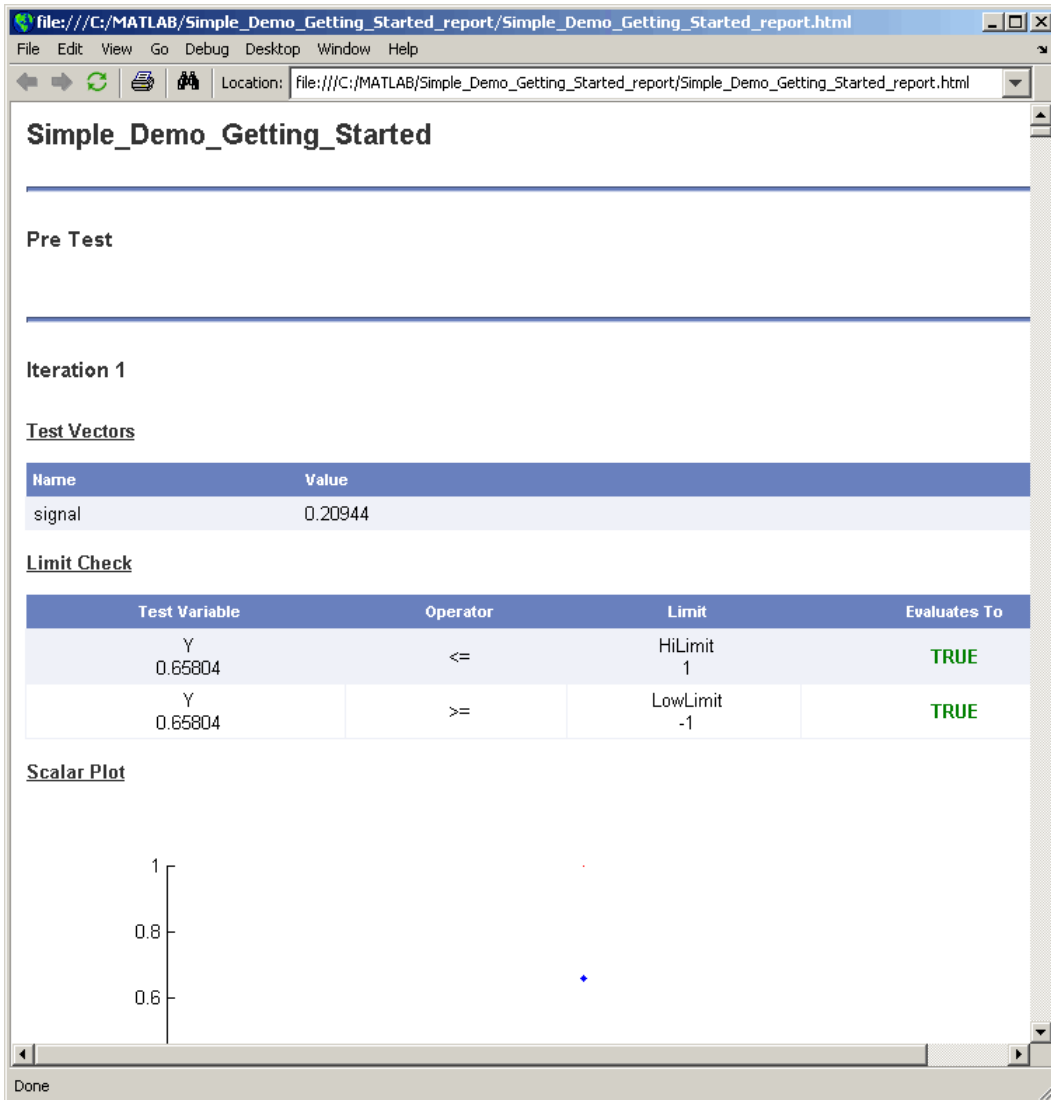 file:///C:/MATLAB/Simple_Demo_Getting_Started_report/Simple_Demo_Getting_Started_report.html
File Edit View Go Debug Desktop Window Help
Location: file:///C:/MATLAB/Simple_Demo_Getting_Started_report/Simple_Demo_Getting_Started_report.html
Simple_Demo_Getting_Started
Pre Test
Iteration 1
Test Vectors
Name Value
signal 0.20944
Limit Check
Test Variable Operator Limit Evaluates To
Y <= HiLimit TRUE
0.65804 1
Y >= LowLimit TRUE
0.65804 -1
Scalar Plot
1
0.8
0.6
Done